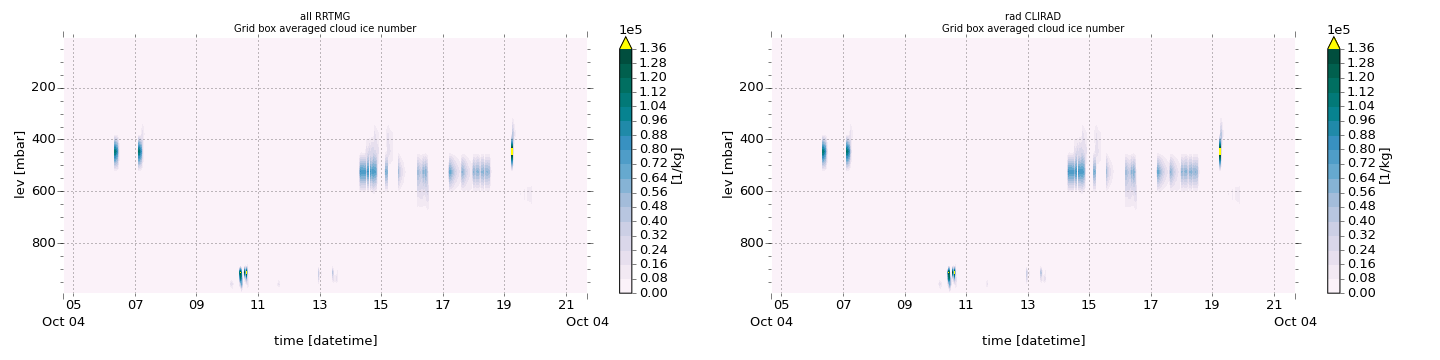 all RRTMG
Grid box averaged cloud ice number
1e5
1.36
1.28
1.20
1.12
1.04
0.96
0.88
0.80
0.72
0.64
0.56
0.48
0.40
0.32
0.24
0.16
0.08
0.00
[1/kg]
200
400
600
800
lev [mbar]
05 07 09 11 13 15 17 19 21
Oct 04 Oct 04
time [datetime]
rad CLIRAD
Grid box averaged cloud ice number
1e5
1.36
1.28
1.20
1.12
1.04
0.96
0.88
0.80
0.72
0.64
0.56
0.48
0.40
0.32
0.24
0.16
0.08
0.00
[1/kg]
200
400
600
800
lev [mbar]
05 07 09 11 13 15 17 19 21
Oct 04 Oct 04
time [datetime]